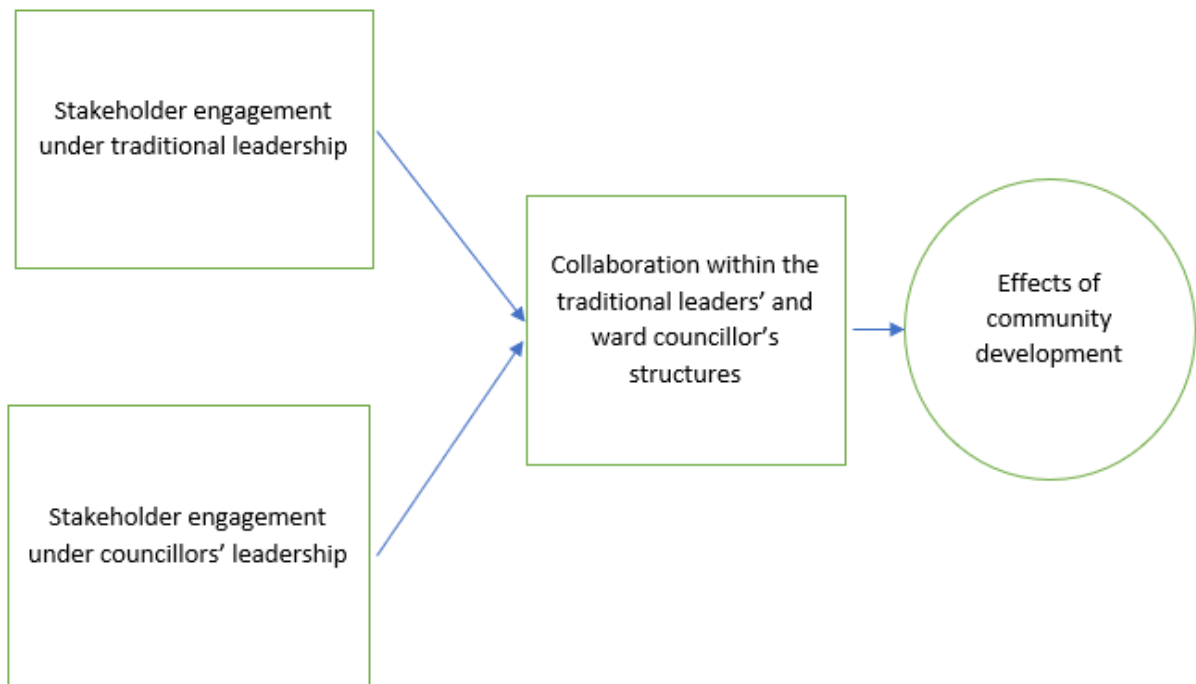 Stakeholder engagement
under traditional leadership
Collaboration within the
traditional leaders’ and
ward councillor’s
structures
Effects of
community
development
Stakeholder engagement
under councillors’ leadership